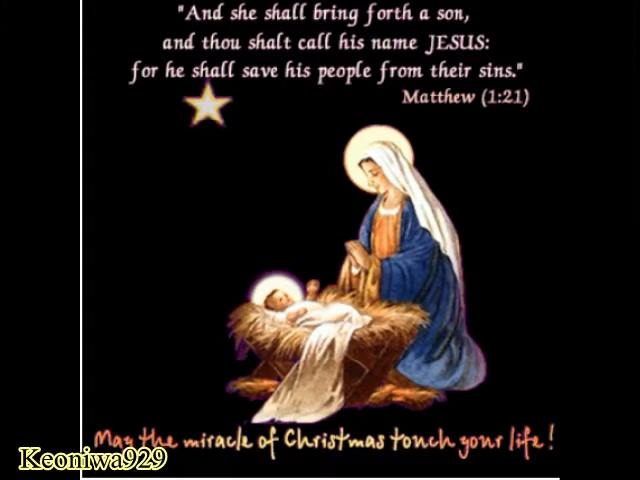 "And she shall bring forth a son,
and thou shalt call his name JESUS:
for he shall save his people from their sins."
Matthew (1:21)
May the miracle of Christmas touch your life!
Keoniwa929